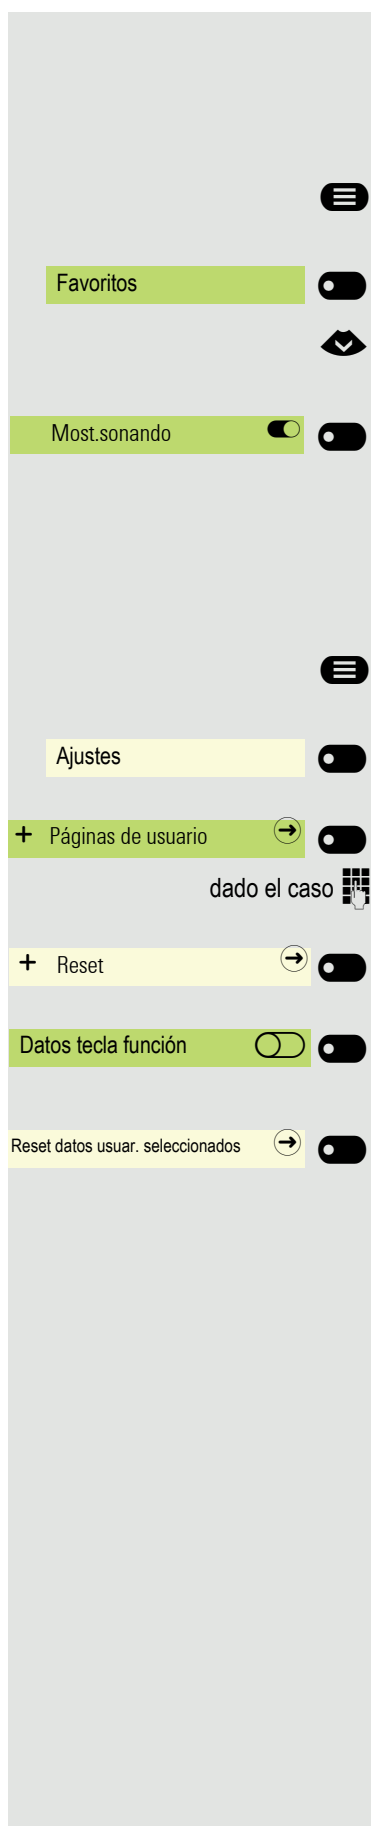 Favoritos
Most.sonando
Ajustes
+ Páginas de usuario
dado el caso
+ Reset
Datos tecla función
Reset datos usuar. seleccionados